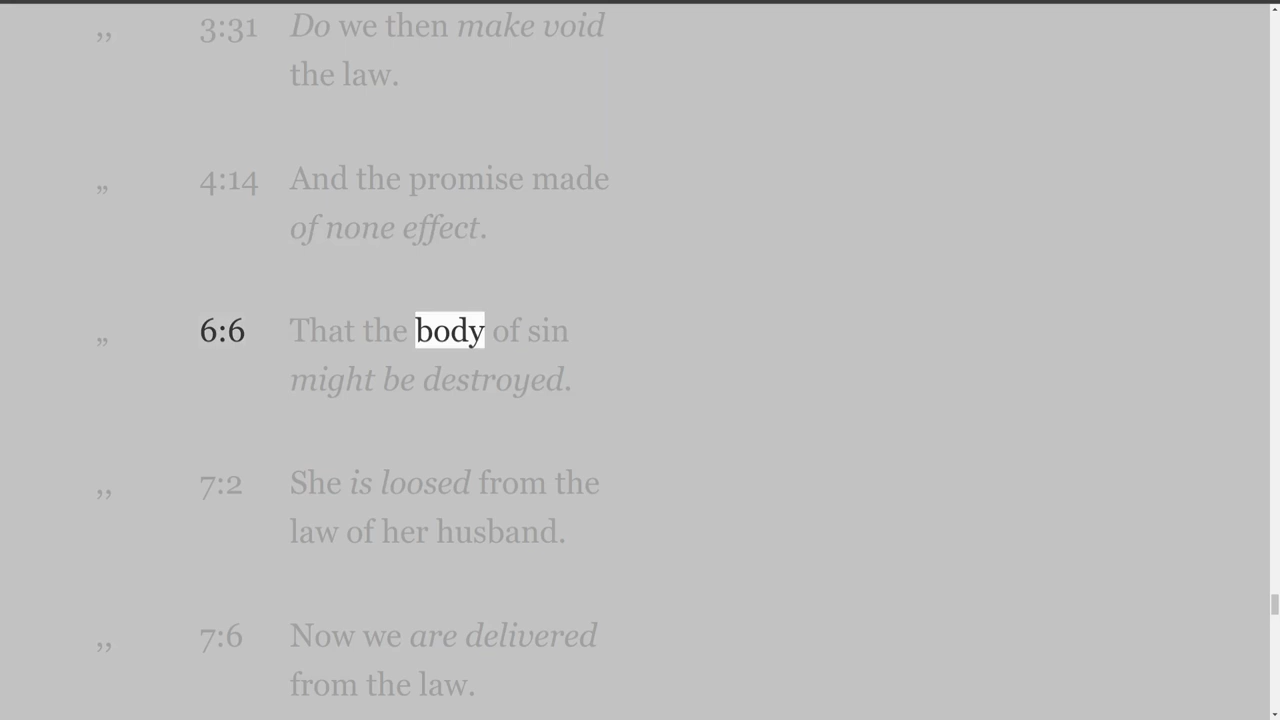 ,, 3:31 Do we then make void
the law.
„ 4:14 And the promise made
of none effect.
„ 6:6 That the body of sin
might be destroyed.
,, 7:2 She is loosed from the
law of her husband.
,, 7:6 Now we are delivered
from the law.